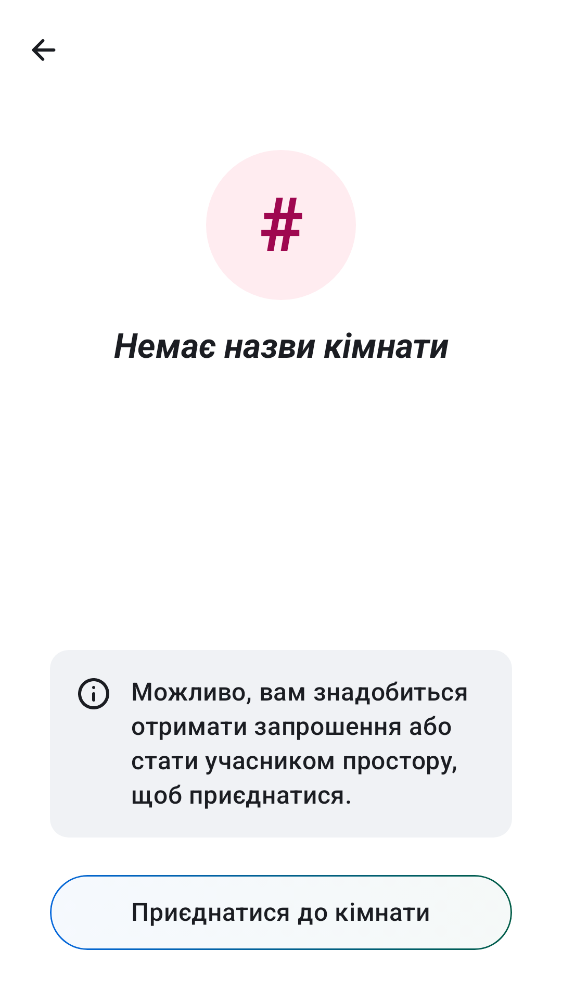 #
Немає назви кімнати
Можливо, вам знадобиться
отримати запрошення або
стати учасником простору,
щоб приєднатися.
Приєднатися до кімнати